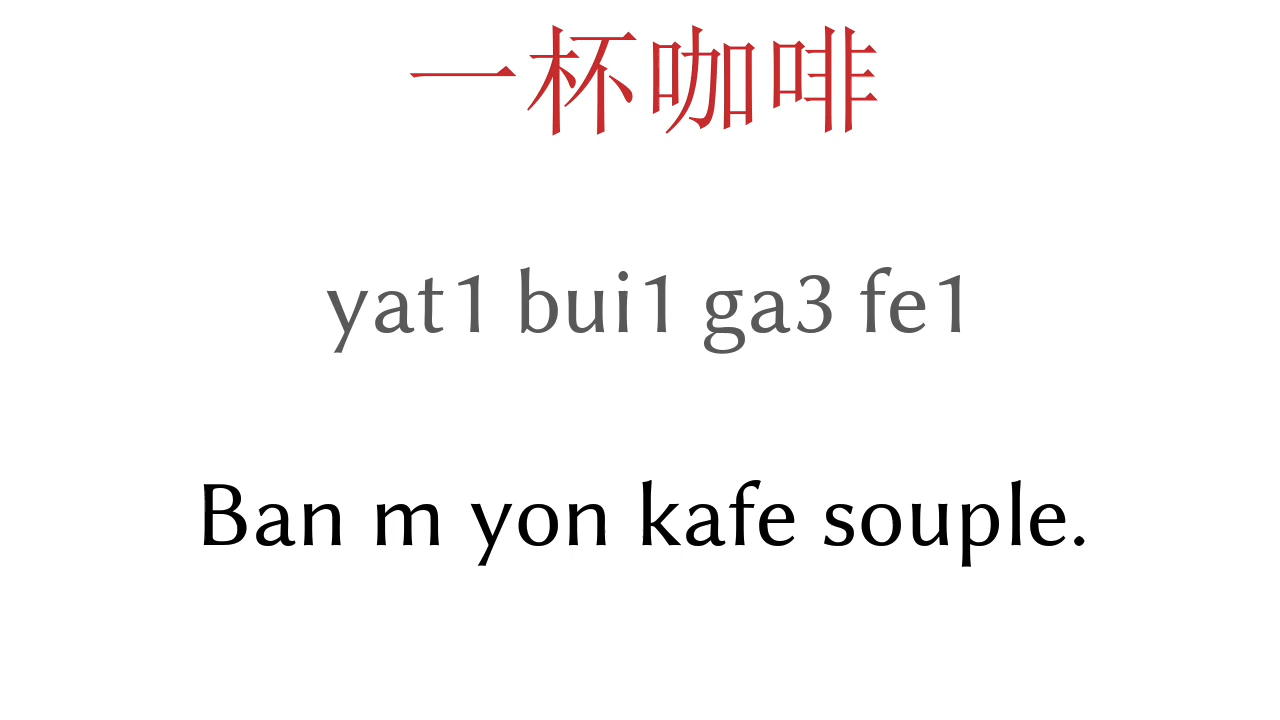 一杯咖啡
yat1 bui1 ga3 fe1
Ban m yon kafe souple.